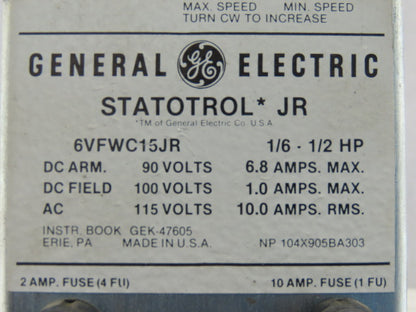 MAX. SPEED MIN. SPEED
TURN CW TO INCREASE
GENERAL GE ELECTRIC
STATOTROL* JR
*TM of General Electric Co. U.S.A.
6VFWC15JR 1/6 - 1/2 HP
DC ARM. 90 VOLTS 6.8 AMPS. MAX.
DC FIELD 100 VOLTS 1.0 AMPS. MAX.
AC 115 VOLTS 10.0 AMPS. RMS.
INSTR. BOOK GEK-47605
ERIE, PA MADE IN U.S.A. NP 104X905BA303
2 AMP. FUSE (4 FU) 10 AMP. FUSE (1 FU)